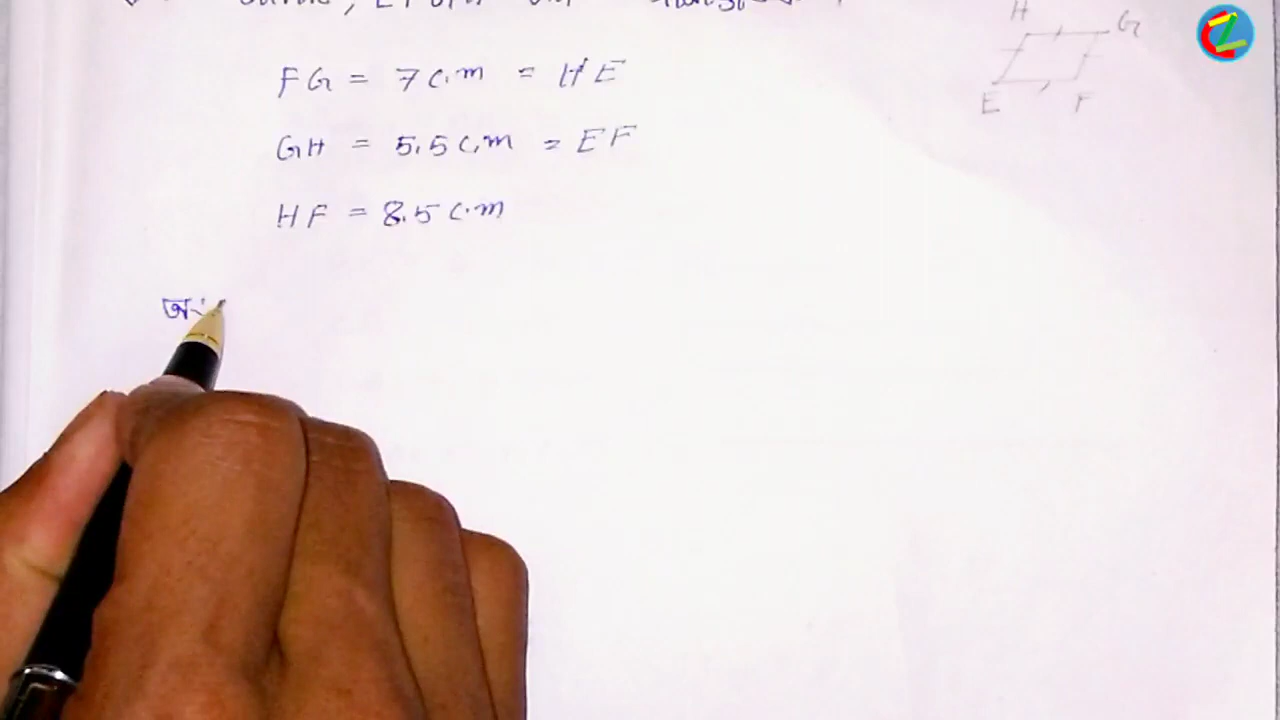 H G
FG = 7 c.m = HE
E F
GH = 5.5 c.m = EF
HF = 8.5 c.m